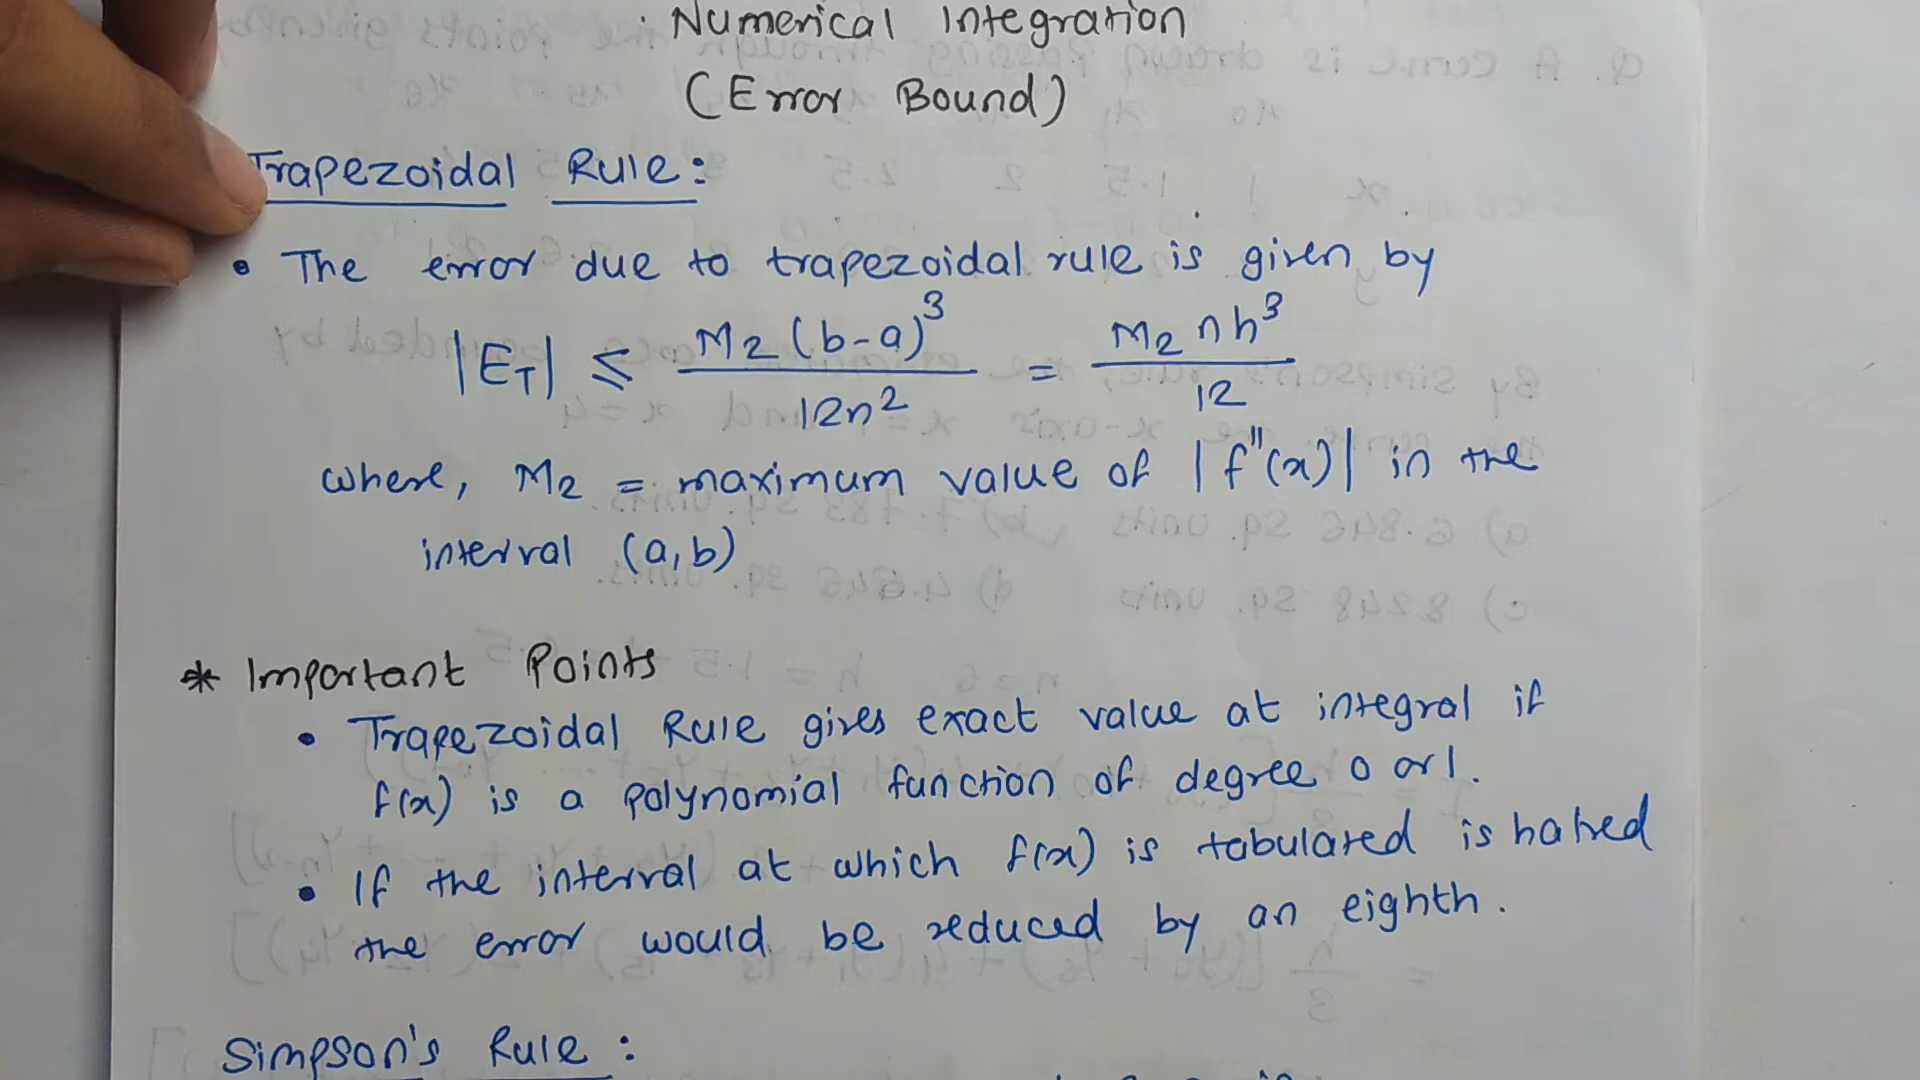 Numerical Integration
(Error Bound)
Trapezoidal Rule:
• The error due to trapezoidal rule is given by
|E_T| ≤ M₂(b-a)³ / 12n² = M₂nh³ / 12
where, M₂ = maximum value of |f"(x)| in the
interval (a,b)
* Important Points
• Trapezoidal Rule gives exact value at integral if
f(x) is a polynomial function of degree 0 or 1.
• If the interval at which f(x) is tabulated is halved
the error would be reduced by an eighth.
Simpson's Rule: